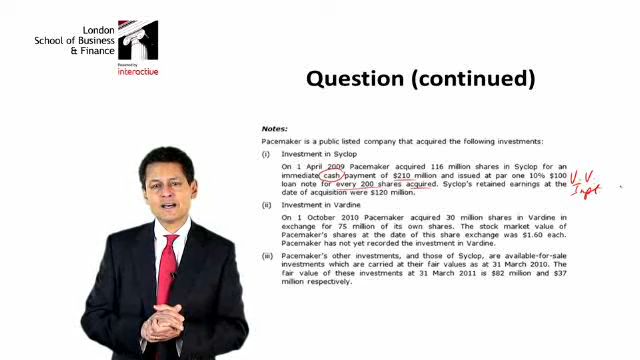 London
School of Business
& Finance
Powered by
interactive
Question (continued)
Notes:
Pacemaker is a public listed company that acquired the following investments:
(i) Investment in Syclop
On 1 April 2009 Pacemaker acquired 116 million shares in Syclop for an
immediate cash payment of $210 million and issued at par one 10% $100
loan note for every 200 shares acquired. Syclop's retained earnings at the
date of acquisition were $120 million.
V.V.
Impt
(ii) Investment in Vardine
On 1 October 2010 Pacemaker acquired 30 million shares in Vardine in
exchange for 75 million of its own shares. The stock market value of
Pacemaker's shares at the date of this share exchange was $1.60 each.
Pacemaker has not yet recorded the investment in Vardine.
(iii) Pacemaker's other investments, and those of Syclop, are available-for-sale
investments which are carried at their fair values as at 31 March 2010. The
fair value of these investments at 31 March 2011 is $82 million and $37
million respectively.